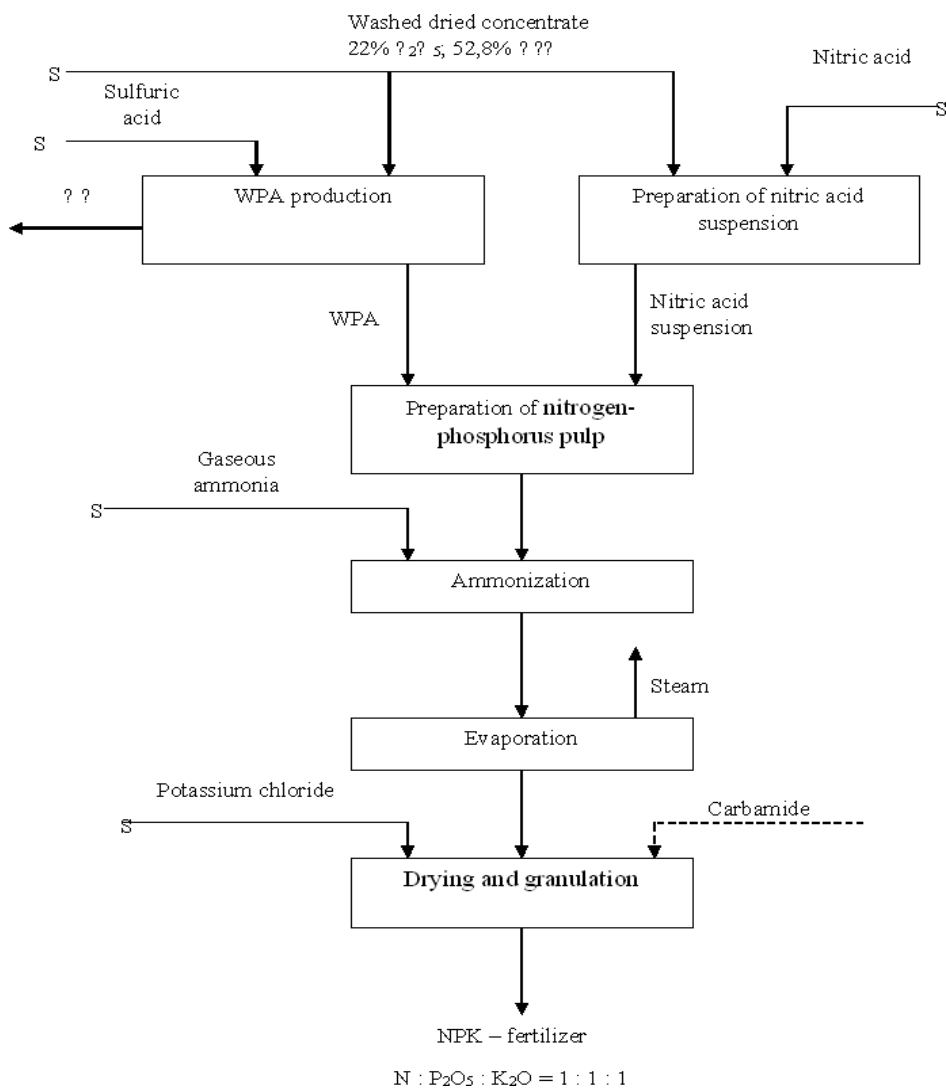 Washed dried concentrate
22% ?₂? ₅; 52,8% ? ??
S
Nitric acid
Sulfuric
acid
S
S
? ?
WPA production
Preparation of nitric acid
suspension
WPA
Nitric acid
suspension
Preparation of nitrogen-
phosphorus pulp
Gaseous
ammonia
S
Ammonization
Steam
Evaporation
Potassium chloride
S
Carbamide
Drying and granulation
NPK – fertilizer
N : P₂O₅ : K₂O = 1 : 1 : 1